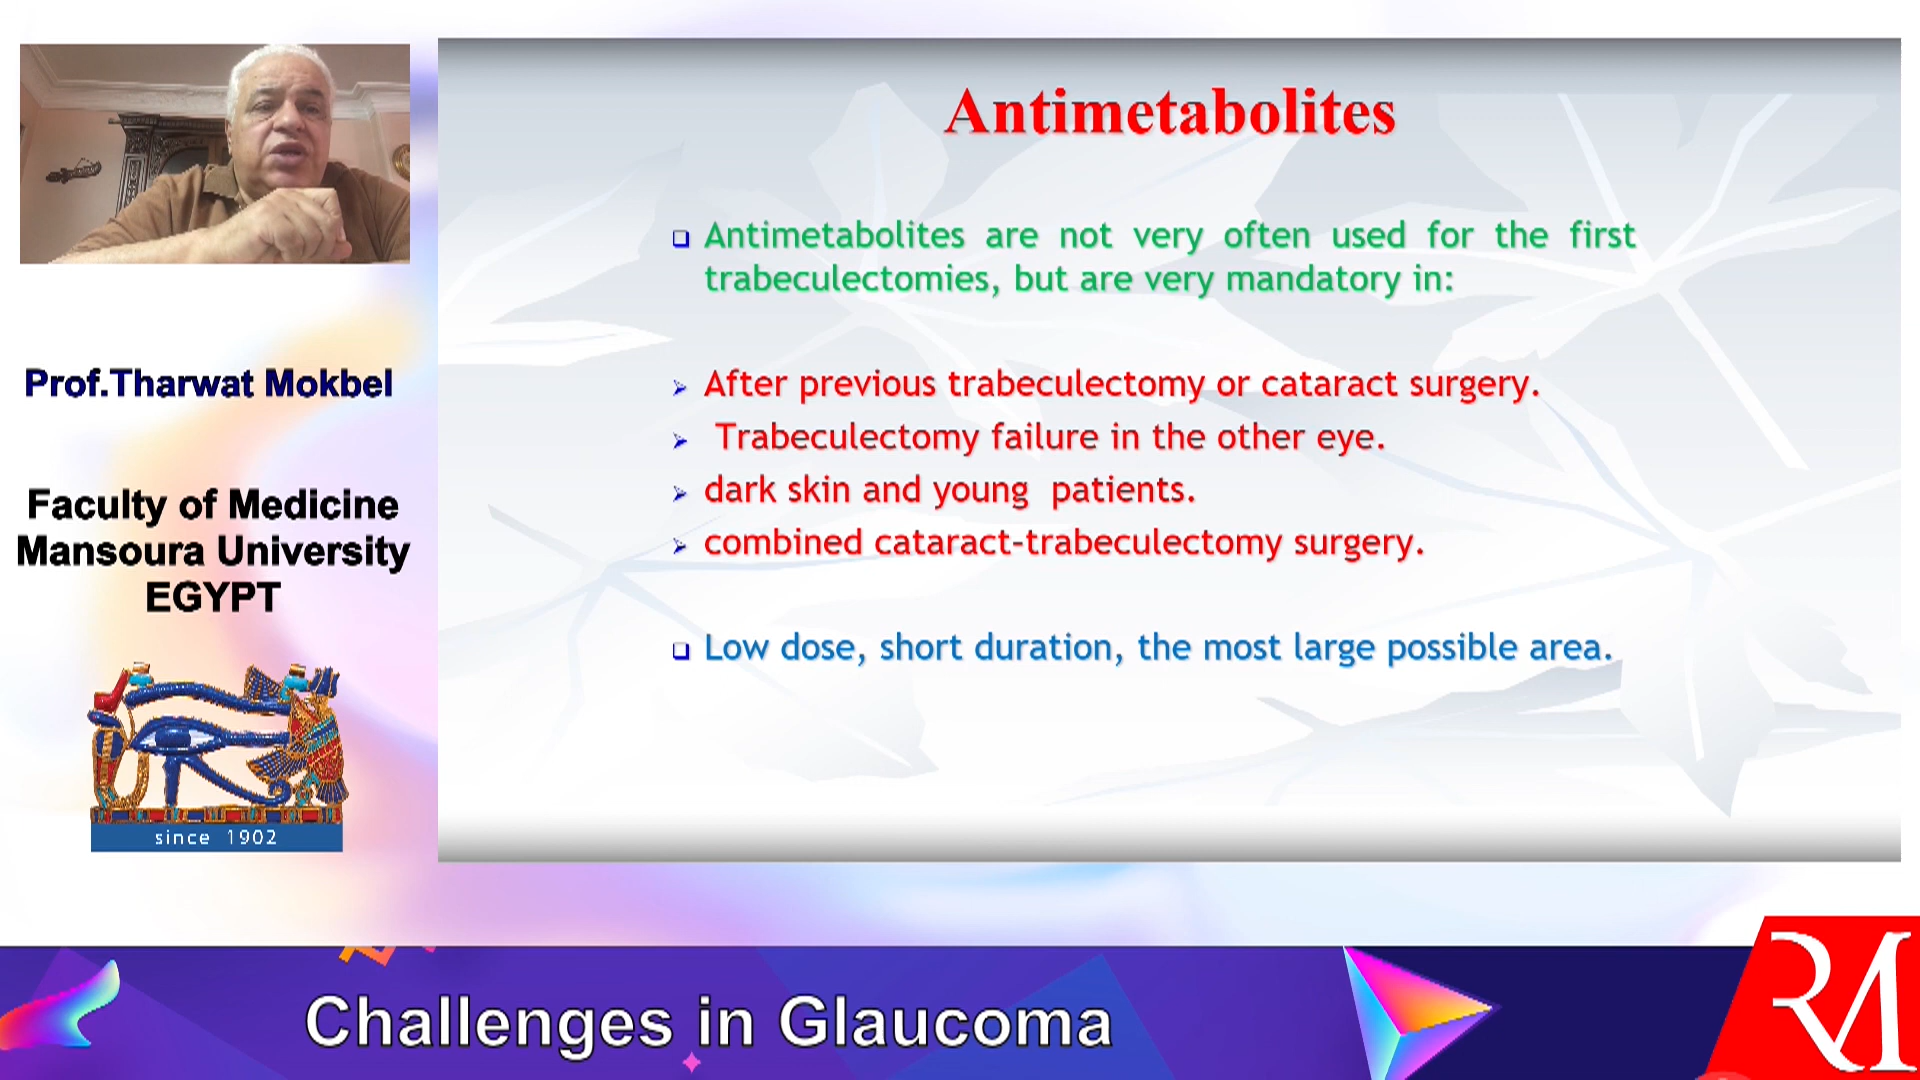 Antimetabolites
Antimetabolites are not very often used for the first
trabeculectomies, but are very mandatory in:
After previous trabeculectomy or cataract surgery.
Trabeculectomy failure in the other eye.
dark skin and young patients.
combined cataract-trabeculectomy surgery.
Low dose, short duration, the most large possible area.
Prof.Tharwat Mokbel
Faculty of Medicine
Mansoura University
EGYPT
since 1902
Challenges in Glaucoma
RM